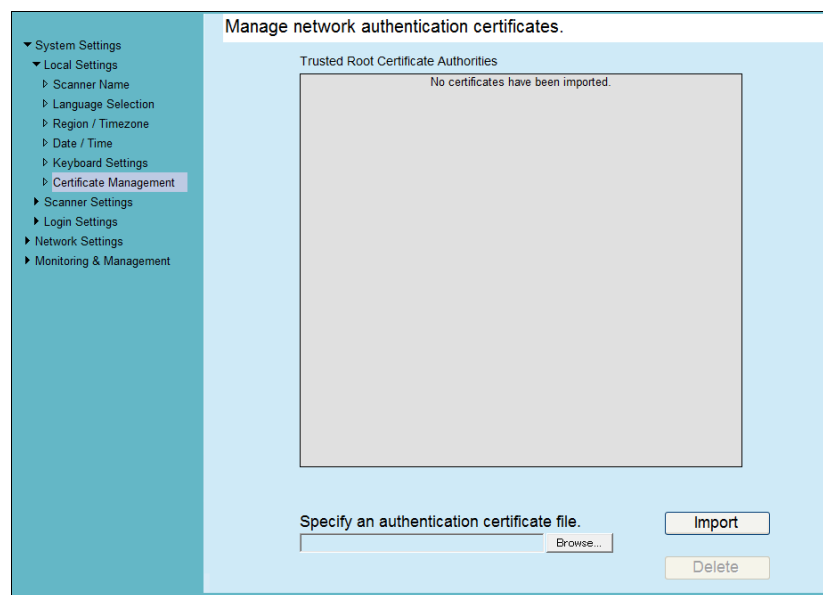 Manage network authentication certificates.
System Settings
Local Settings
Scanner Name
Language Selection
Region / Timezone
Date / Time
Keyboard Settings
Certificate Management
Scanner Settings
Login Settings
Network Settings
Monitoring & Management
Trusted Root Certificate Authorities
No certificates have been imported.
Specify an authentication certificate file.
Browse...
Import
Delete